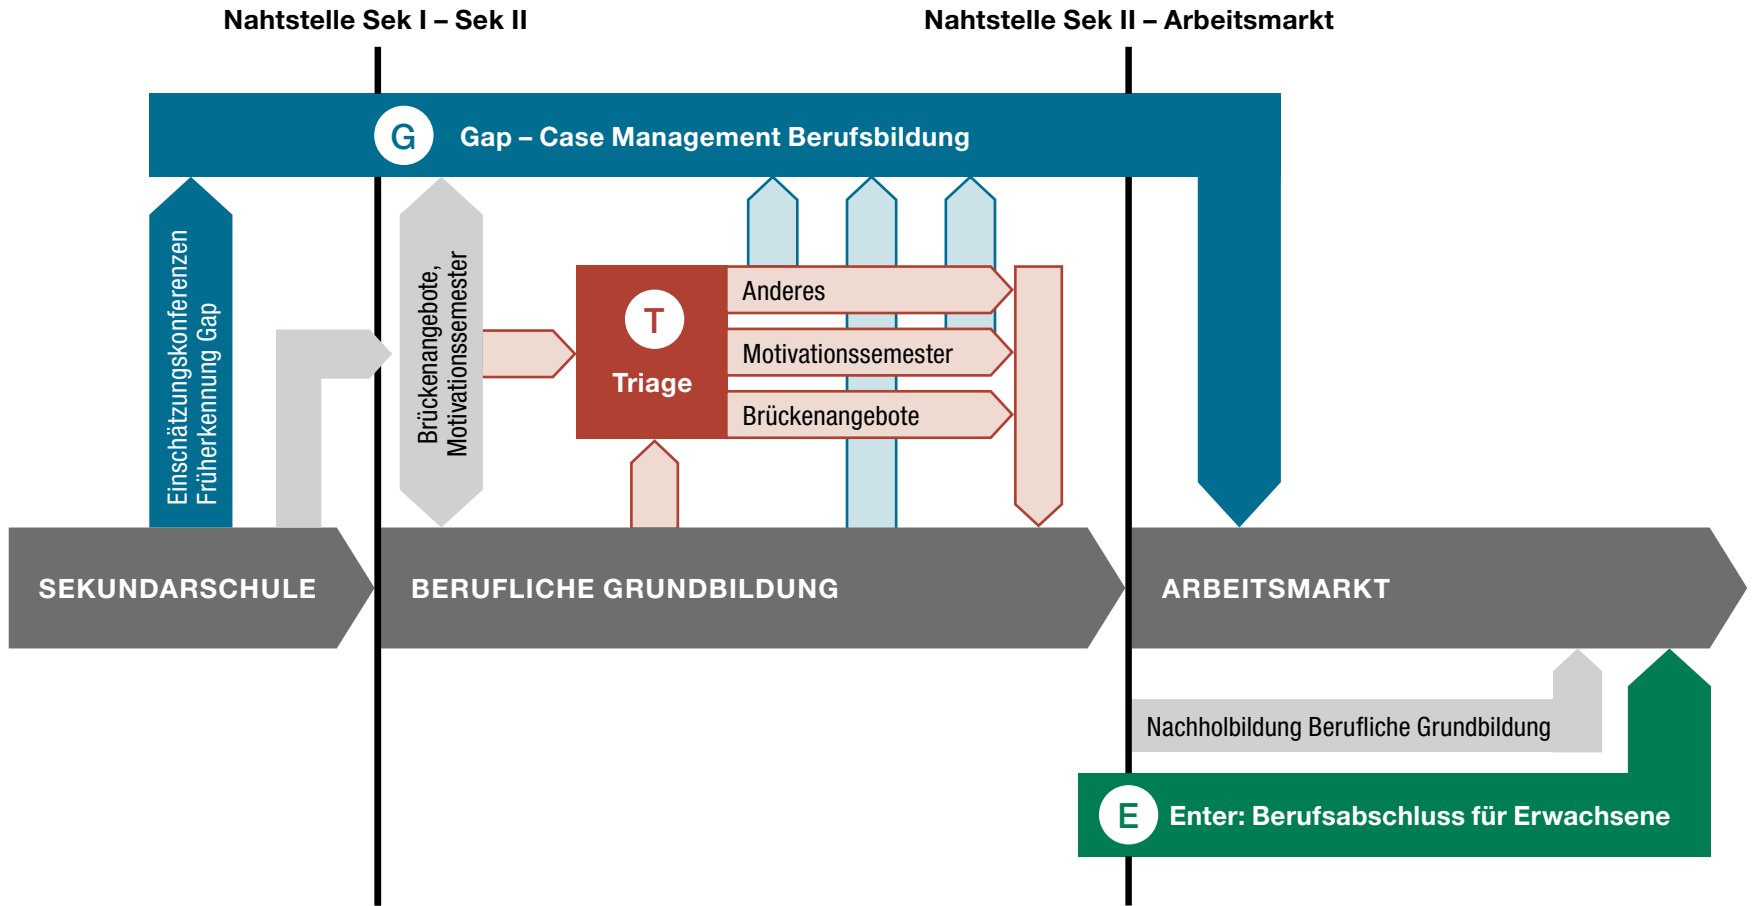 Nahtstelle Sek I – Sek II
Nahtstelle Sek II – Arbeitsmarkt
G
Gap – Case Management Berufsbildung
Einschätzungskonferenzen
Früherkennung Gap
Brückenangebote,
Motivationssemester
T
Triage
Anderes
Motivationssemester
Brückenangebote
SEKUNDARSCHULE
BERUFLICHE GRUNDBILDUNG
ARBEITSMARKT
Nachholbildung Berufliche Grundbildung
E
Enter: Berufsabschluss für Erwachsene